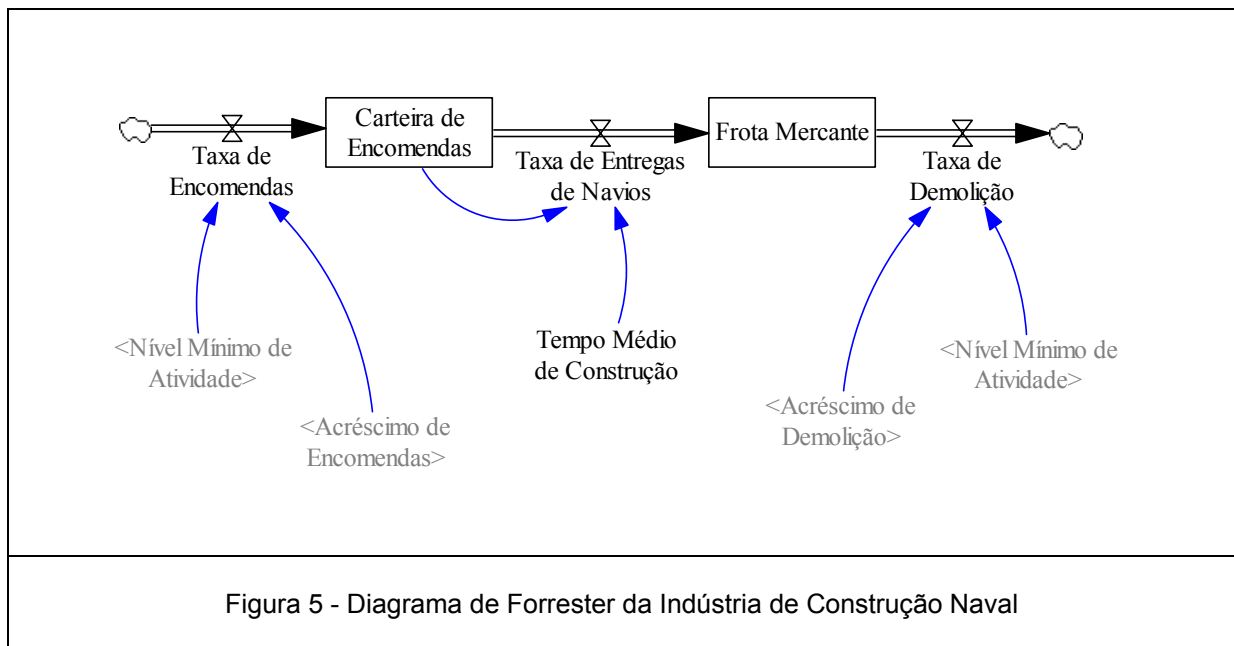 Carteira de
Encomendas
Frota Mercante
Taxa de
Encomendas
Taxa de Entregas
de Navios
Taxa de
Demolição
<Nível Mínimo de
Atividade>
<Acréscimo de
Encomendas>
Tempo Médio
de Construção
<Acréscimo de
Demolição>
<Nível Mínimo de
Atividade>
Figura 5 - Diagrama de Forrester da Indústria de Construção Naval